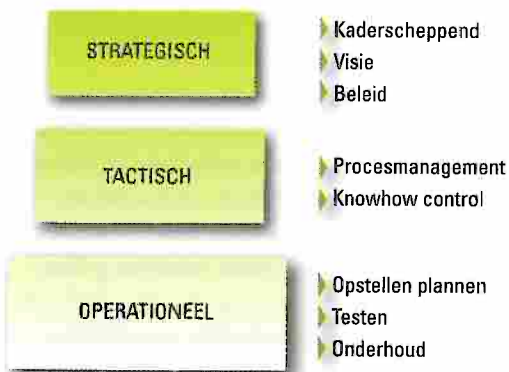 STRATEGISCH
Kaderscheppend
Visie
Beleid
TACTISCH
Procesmanagement
Knowhow control
OPERATIONEEL
Opstellen plannen
Testen
Onderhoud